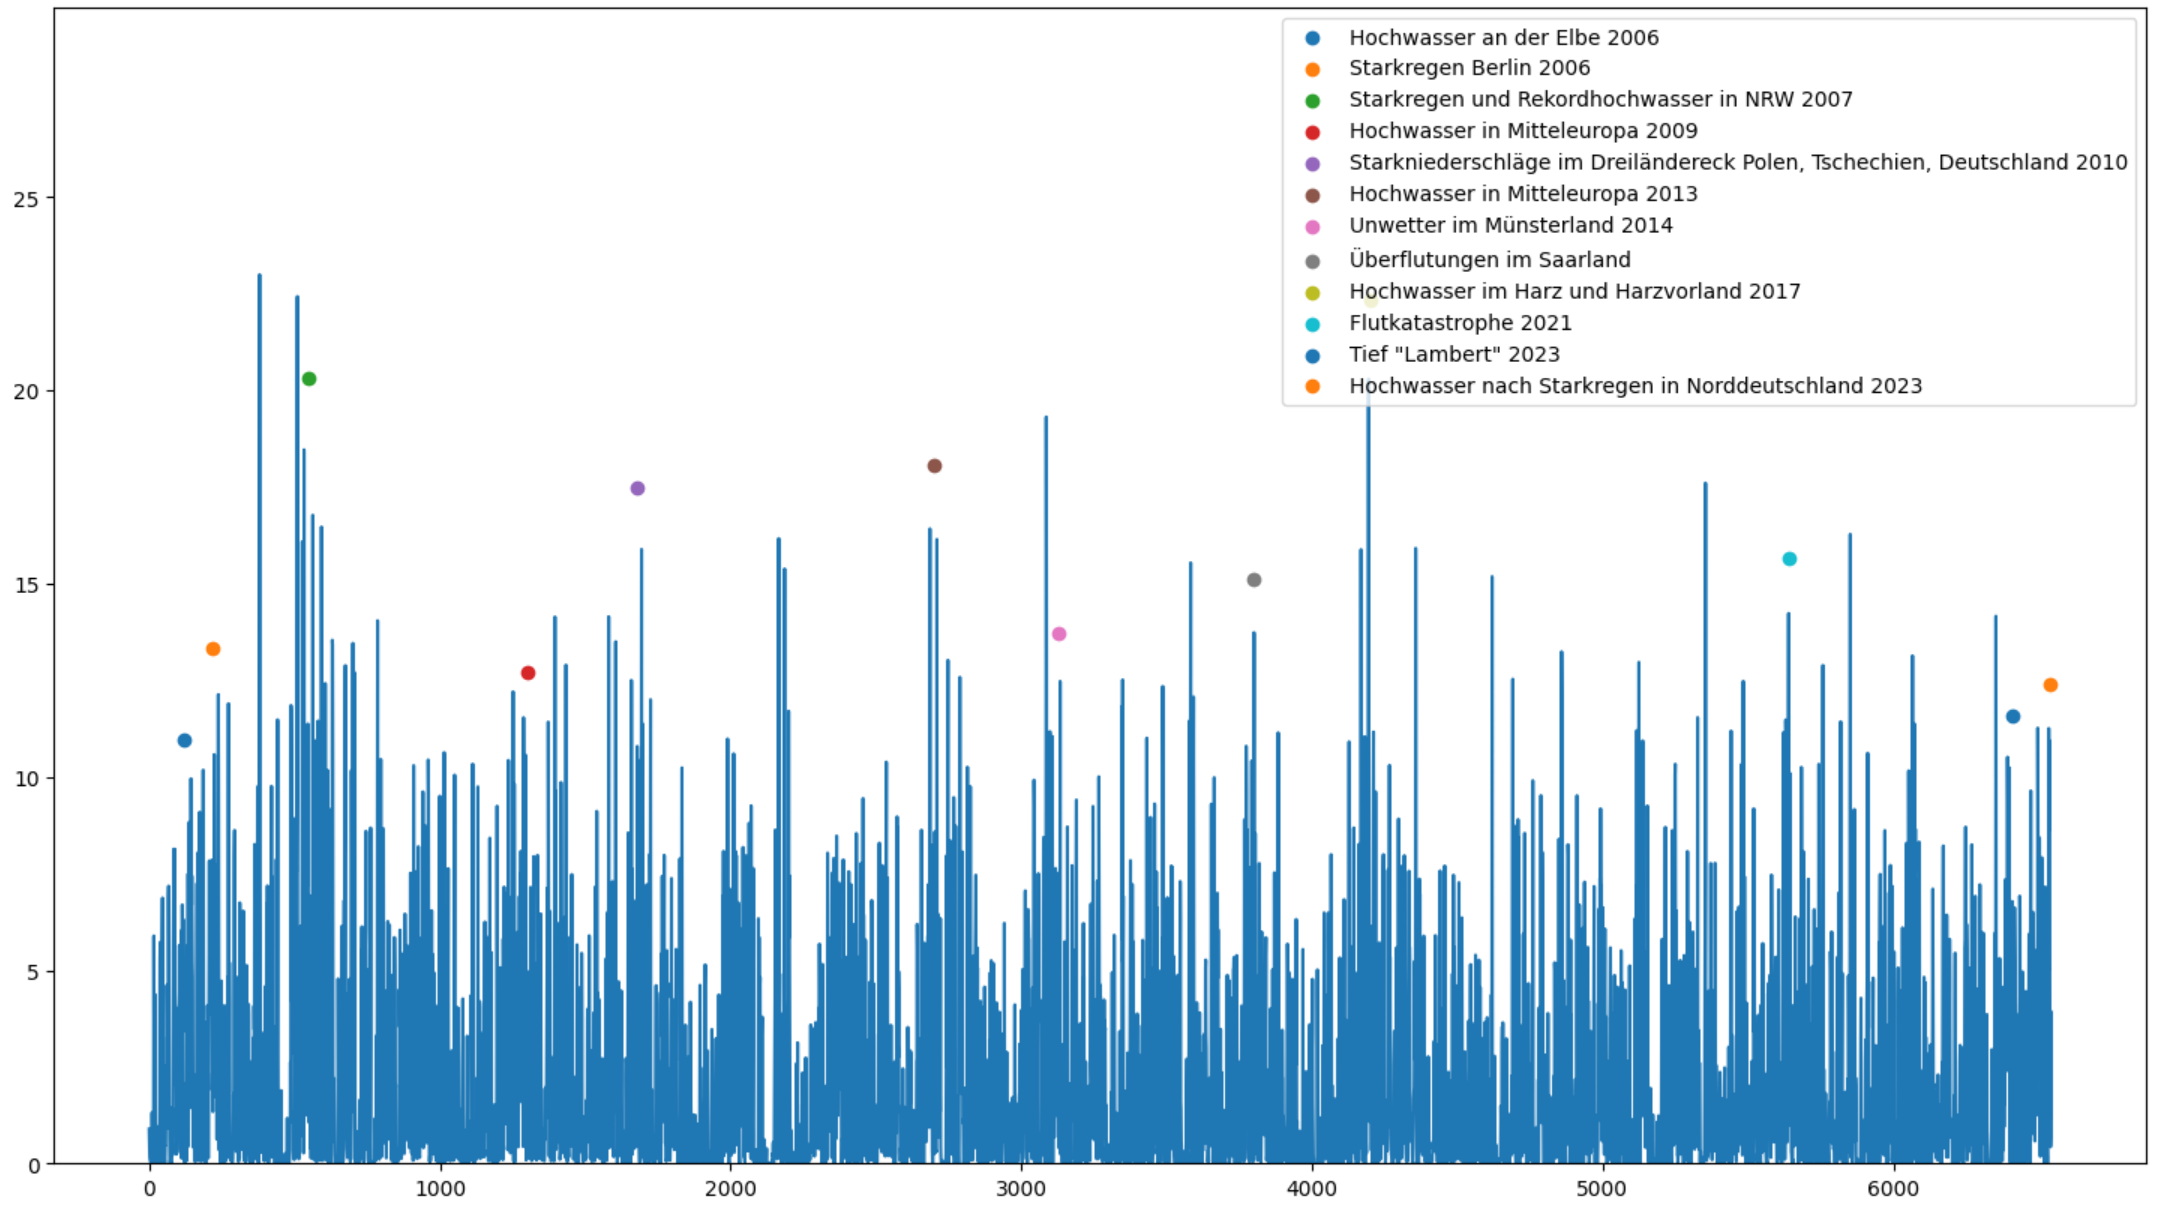 Hochwasser an der Elbe 2006
Starkregen Berlin 2006
Starkregen und Rekordhochwasser in NRW 2007
Hochwasser in Mitteleuropa 2009
Starkniederschläge im Dreiländereck Polen, Tschechien, Deutschland 2010
Hochwasser in Mitteleuropa 2013
Unwetter im Münsterland 2014
Überflutungen im Saarland
Hochwasser im Harz und Harzvorland 2017
Flutkatastrophe 2021
Tief "Lambert" 2023
Hochwasser nach Starkregen in Norddeutschland 2023
25
20
15
10
5
0
0 1000 2000 3000 4000 5000 6000